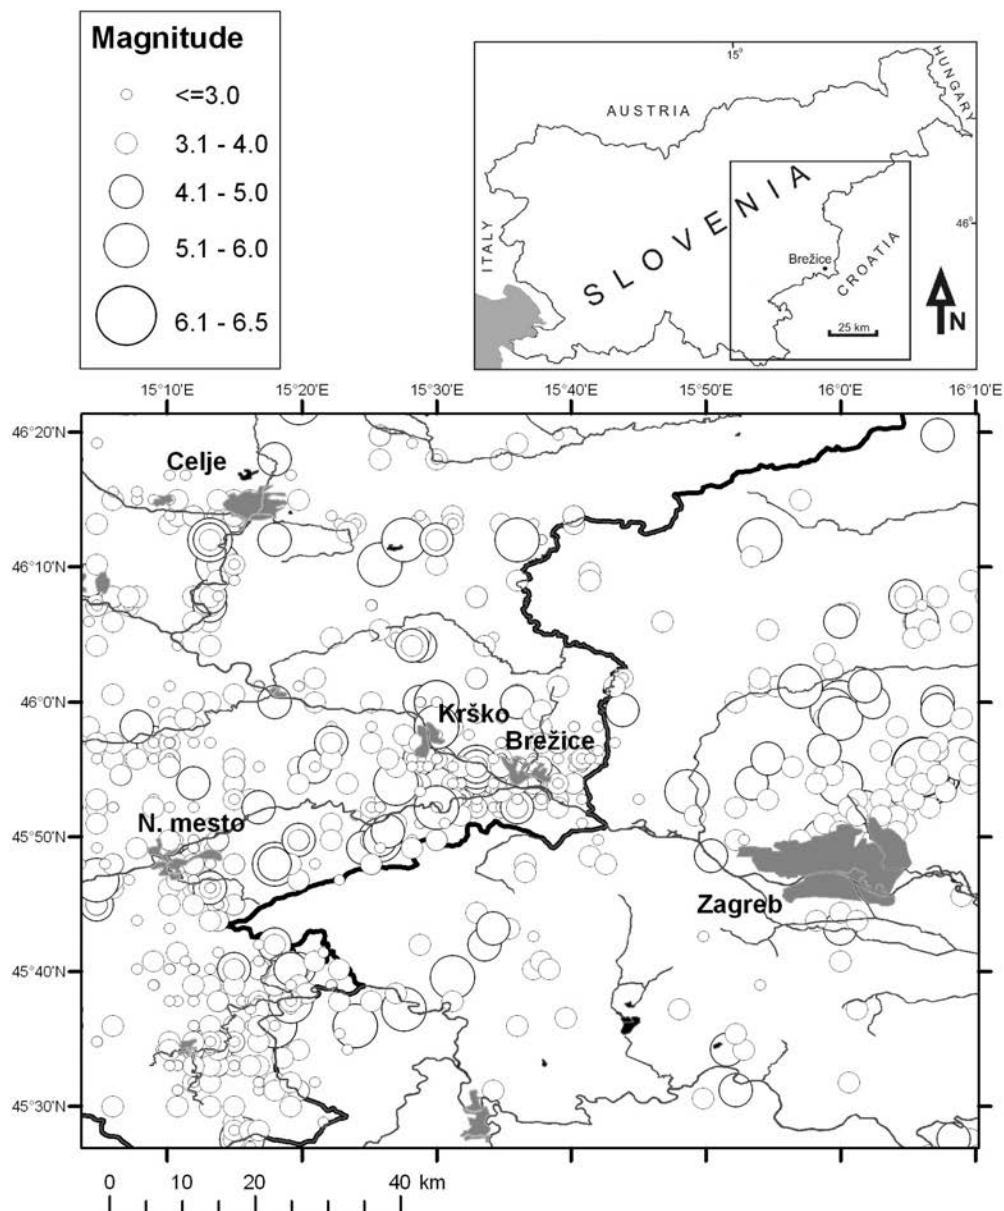 Magnitude
<=3.0
3.1 - 4.0
4.1 - 5.0
5.1 - 6.0
6.1 - 6.5
15°
AUSTRIA
HUNGARY
SLOVENIA
46°
ITALY
CROATIA
Brežice
25 km
N
15°10'E 15°20'E 15°30'E 15°40'E 15°50'E 16°0'E 16°10'E
46°20'N
Celje
46°10'N
46°0'N
Krško
Brežice
45°50'N
N. mesto
Zagreb
45°40'N
45°30'N
0 10 20 40 km